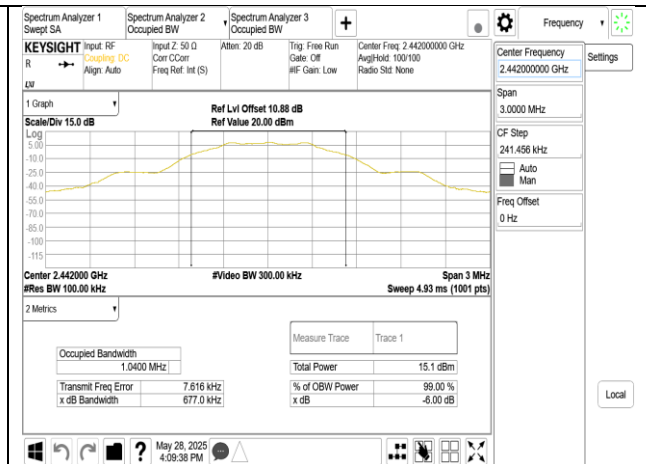 Spectrum Analyzer 1
Swept SA
Spectrum Analyzer 2
Occupied BW
Spectrum Analyzer 3
Occupied BW
+
Frequency
KEYSIGHT
R
Input: RF
Coupling: DC
Align: Auto
Input Z: 50 Ω
Corr CCorr
Freq Ref: Int (S)
Atten: 20 dB
Trig: Free Run
Gate: Off
#IF Gain: Low
Center Freq: 2.442000000 GHz
Avg|Hold: 100/100
Radio Std: None
Center Frequency
2.442000000 GHz
Settings
Span
3.0000 MHz
CF Step
241.456 kHz
Auto
Man
Freq Offset
0 Hz
Local
1 Graph
Scale/Div 15.0 dB
Ref Lvl Offset 10.88 dB
Ref Value 20.00 dBm
Log
5.00
-10.0
-25.0
-40.0
-55.0
-70.0
-85.0
-100
-115
Center 2.442000 GHz
#Res BW 100.00 kHz
#Video BW 300.00 kHz
Span 3 MHz
Sweep 4.93 ms (1001 pts)
2 Metrics
Measure Trace
Trace 1
Occupied Bandwidth
1.0400 MHz
Total Power
15.1 dBm
Transmit Freq Error
7.616 kHz
% of OBW Power
99.00 %
x dB Bandwidth
677.0 kHz
x dB
-6.00 dB
?
May 28, 2025
4:09:38 PM